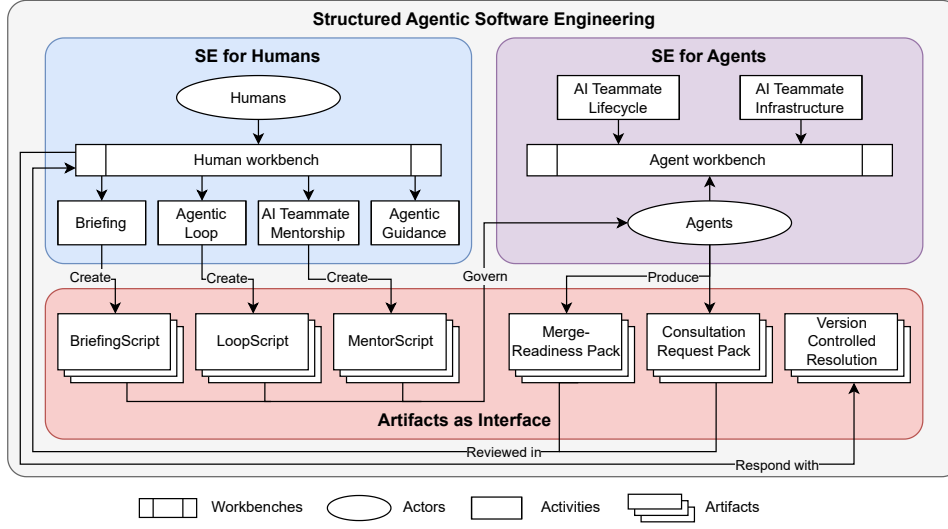 Structured Agentic Software Engineering
SE for Humans
SE for Agents
Humans
AI Teammate
Lifecycle
AI Teammate
Infrastructure
Human workbench
Agent workbench
Briefing
Agentic
Loop
AI Teammate
Mentorship
Agentic
Guidance
Agents
Create
Create
Create
Govern
Produce
BriefingScript
LoopScript
MentorScript
Merge-
Readiness Pack
Consultation
Request Pack
Version
Controlled
Resolution
Artifacts as Interface
Reviewed in
Respond with
Workbenches
Actors
Activities
Artifacts